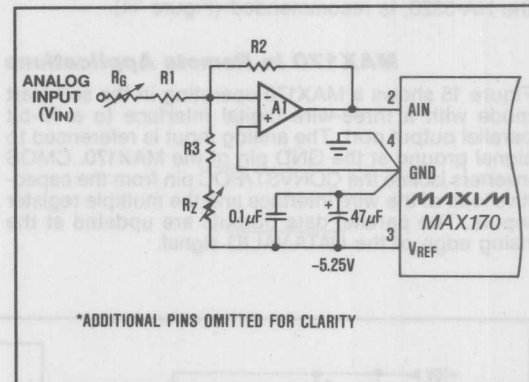 R2
ANALOG
INPUT
(VIN)
RG
R1
A1
2
AIN
4
GND
R3
RZ
0.1µF
+
47µF
MAXIM
MAX170
3
VREF
–5.25V
*ADDITIONAL PINS OMITTED FOR CLARITY